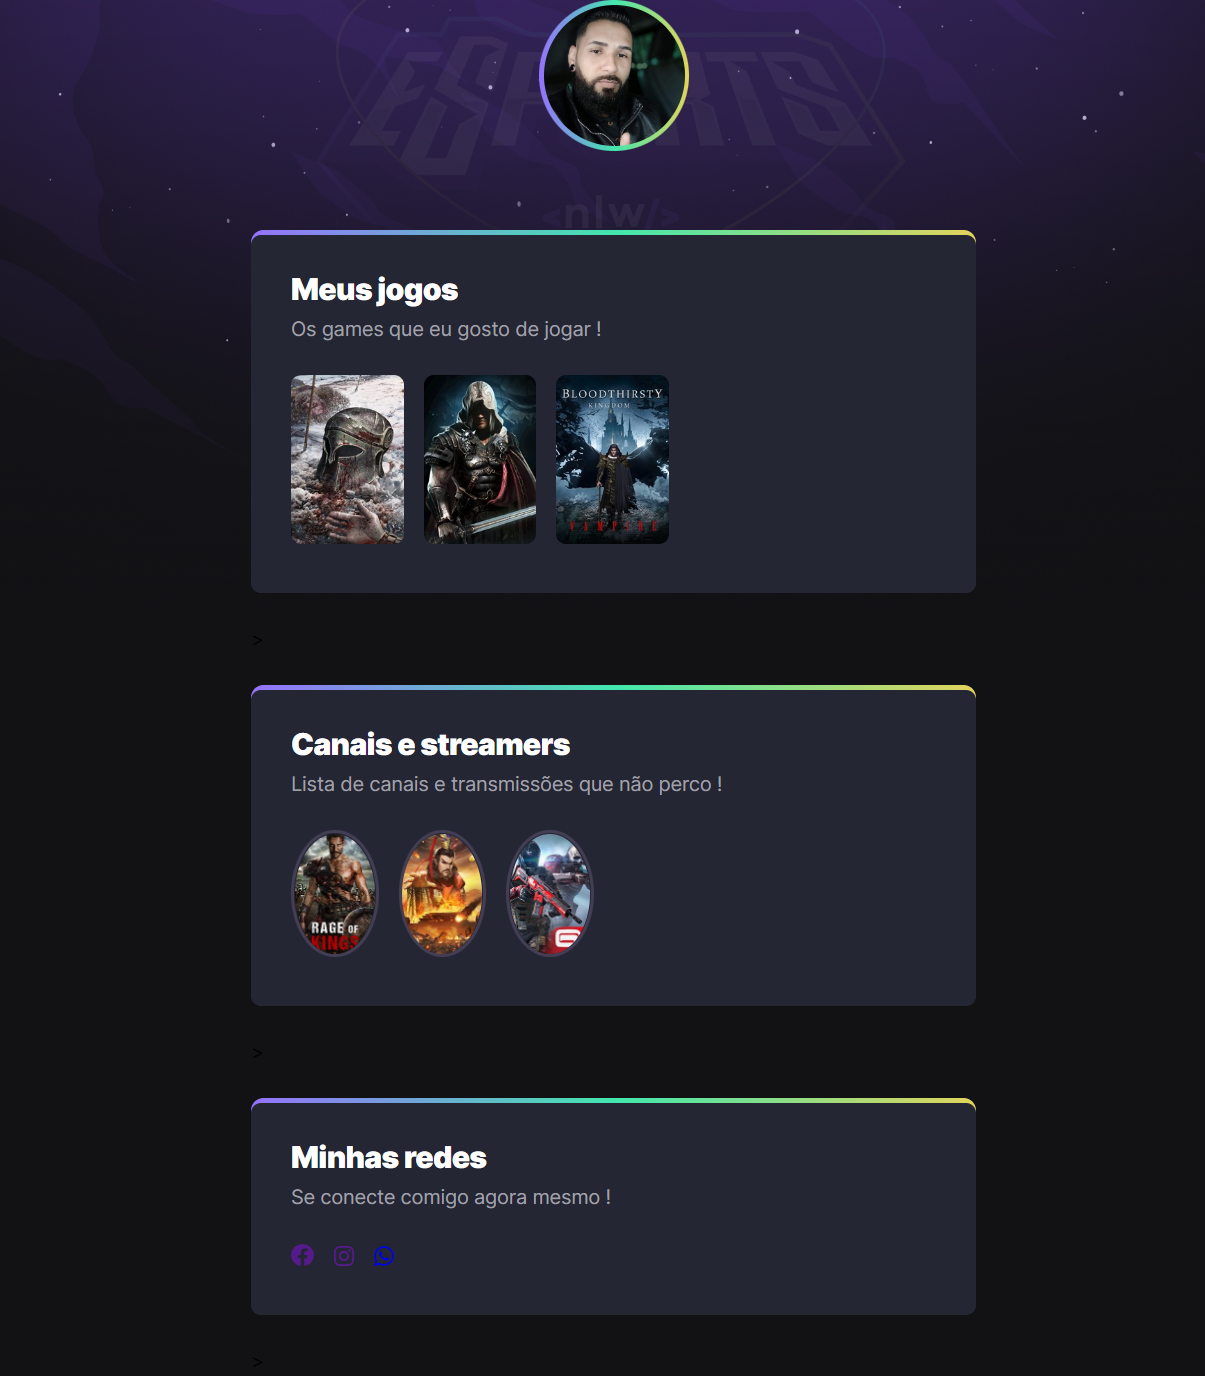 ESPORTS
<nlw/>
Meus jogos
Os games que eu gosto de jogar !
BLOODTHIRSTY
KINGDOM
VAMPIRE
>
Canais e streamers
Lista de canais e transmissões que não perco !
RAGE OF
KINGS
>
Minhas redes
Se conecte comigo agora mesmo !
>